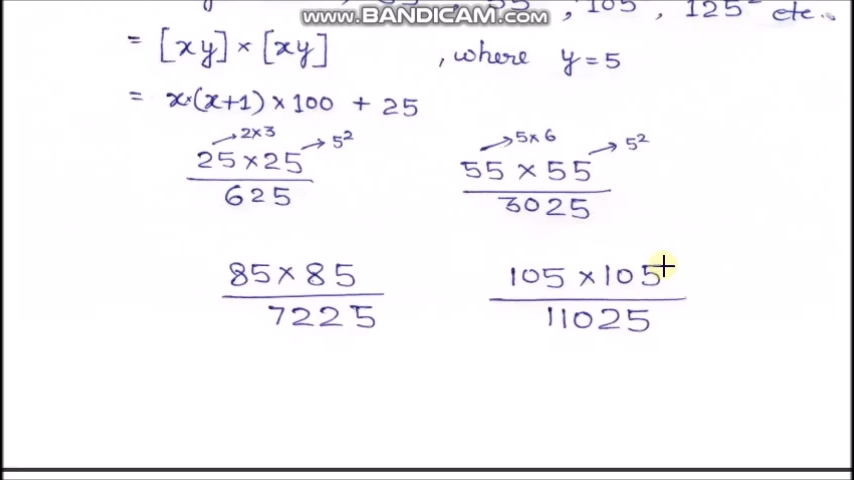 www.BANDICAM.com
, 105 , 125² etc..
= [xy] × [xy] , where y = 5
= x·(x+1) × 100 + 25
→ 2×3 → 5² → 5×6 → 5²
25 × 25 55 × 55
625 3025
85 × 85 105 × 105
7225 11025